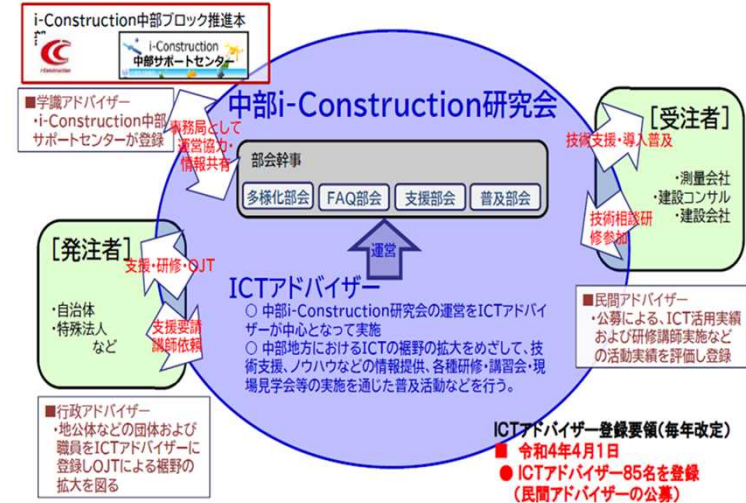 i-Construction中部ブロック推進本
部
i-Construction
i-Construction
中部サポートセンター
■学識アドバイザー
・i-Construction中部
サポートセンターが登録
事務局として
運営協力・
情報共有
中部i-Construction研究会
部会幹事
多様化部会
FAQ部会
支援部会
普及部会
運営
[受注者]
技術支援・導入普及
・測量会社
・建設コンサル
・建設会社
技術相談研
修参加
[発注者]
支援・研修・OJT
・自治体
・特殊法人
など
支援要請
講師依頼
ICTアドバイザー
○ 中部i-Construction研究会の運営をICTアドバイ
ザーが中心となって実施
○ 中部地方におけるICTの裾野の拡大をめざして、技
術支援、ノウハウなどの情報提供、各種研修・講習会・現
場見学会等の実施を通じた普及活動などを行う。
■民間アドバイザー
・公募による、ICT活用実績
および研修講師実施など
の活動実績を評価し登録
■行政アドバイザー
・地公体などの団体および
職員をICTアドバイザーに
登録しOJTによる裾野の
拡大を図る
ICTアドバイザー登録要領(毎年改定)
■ 令和4年4月1日
● ICTアドバイザー85名を登録
(民間アドバイザーの公募)